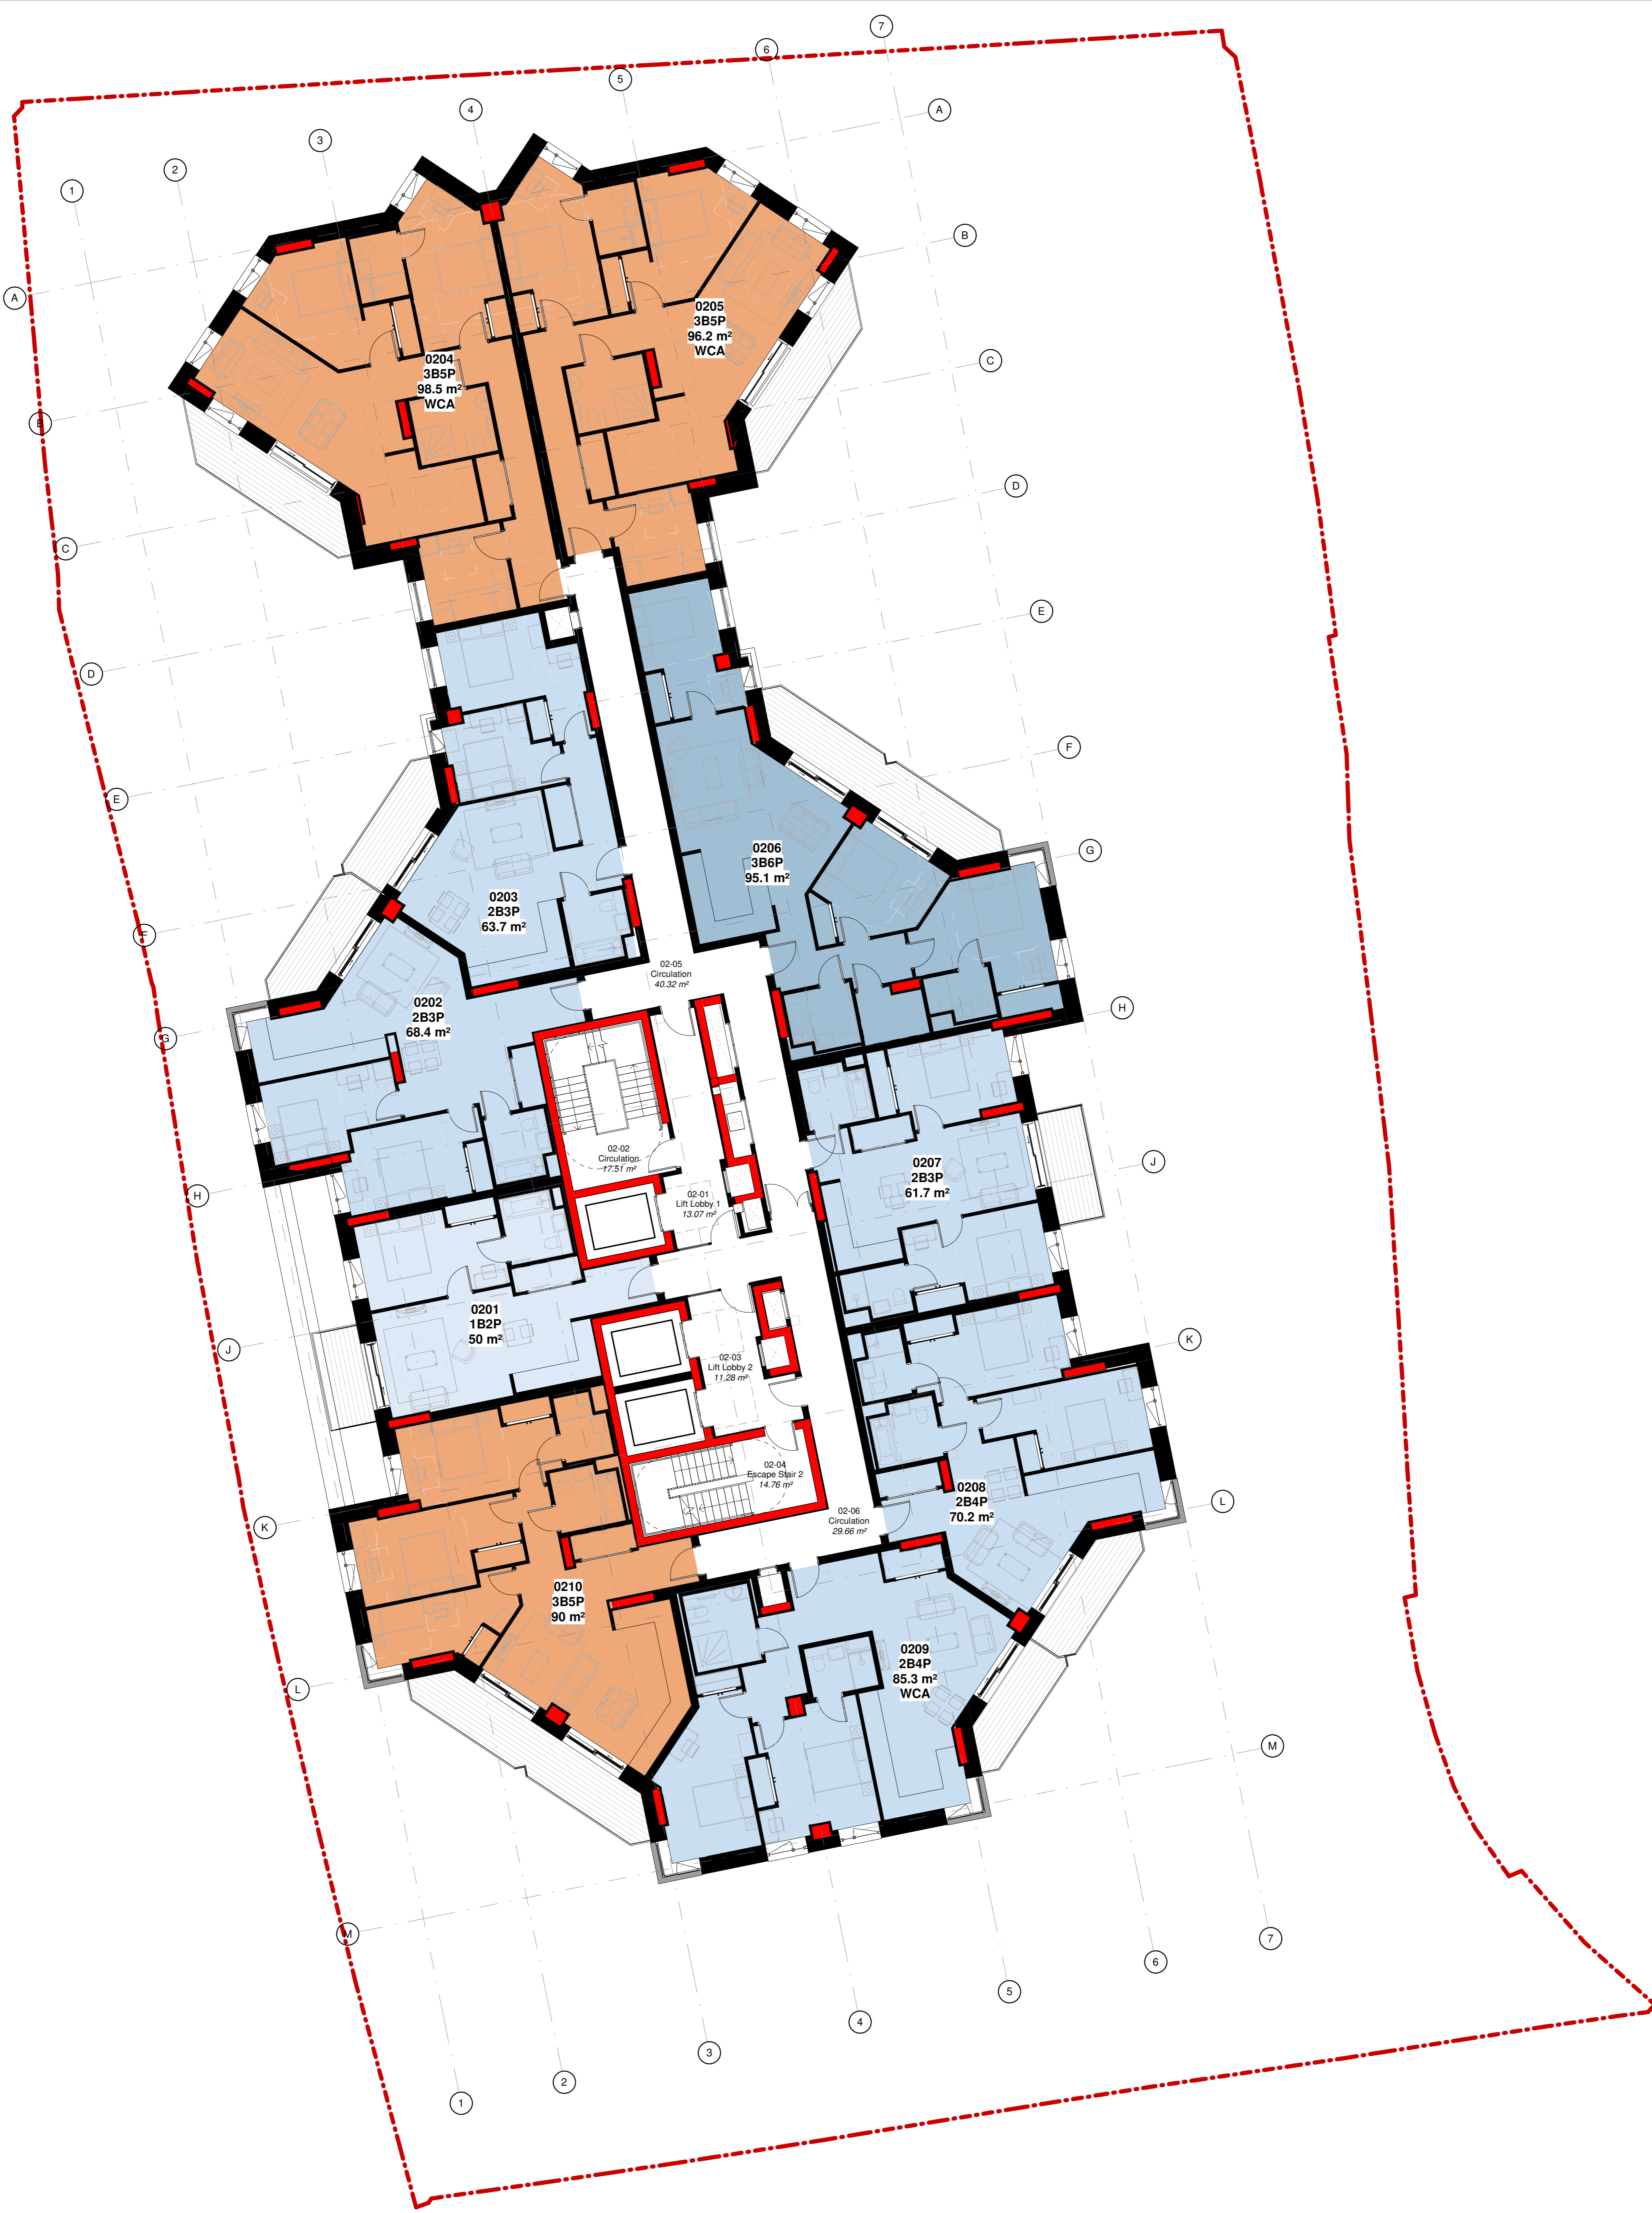 7
6
5
4
3
2
1
A
B
C
D
E
F
G
H
J
K
L
M
A
B
C
D
E
F
G
H
J
K
L
M
0205
3B5P
96.2 m²
WCA
0204
3B5P
98.5 m²
WCA
0206
3B6P
95.1 m²
0203
2B3P
63.7 m²
02-05
Circulation
40.32 m²
0202
2B3P
68.4 m²
02-02
Circulation
17.51 m²
0207
2B3P
61.7 m²
02-01
Lift Lobby 1
13.07 m²
0201
1B2P
50 m²
02-03
Lift Lobby 2
11.28 m²
02-04
Escape Stair 2
14.76 m²
0208
2B4P
70.2 m²
02-06
Circulation
29.66 m²
0210
3B5P
90 m²
0209
2B4P
85.3 m²
WCA
7
6
5
4
3
2
1